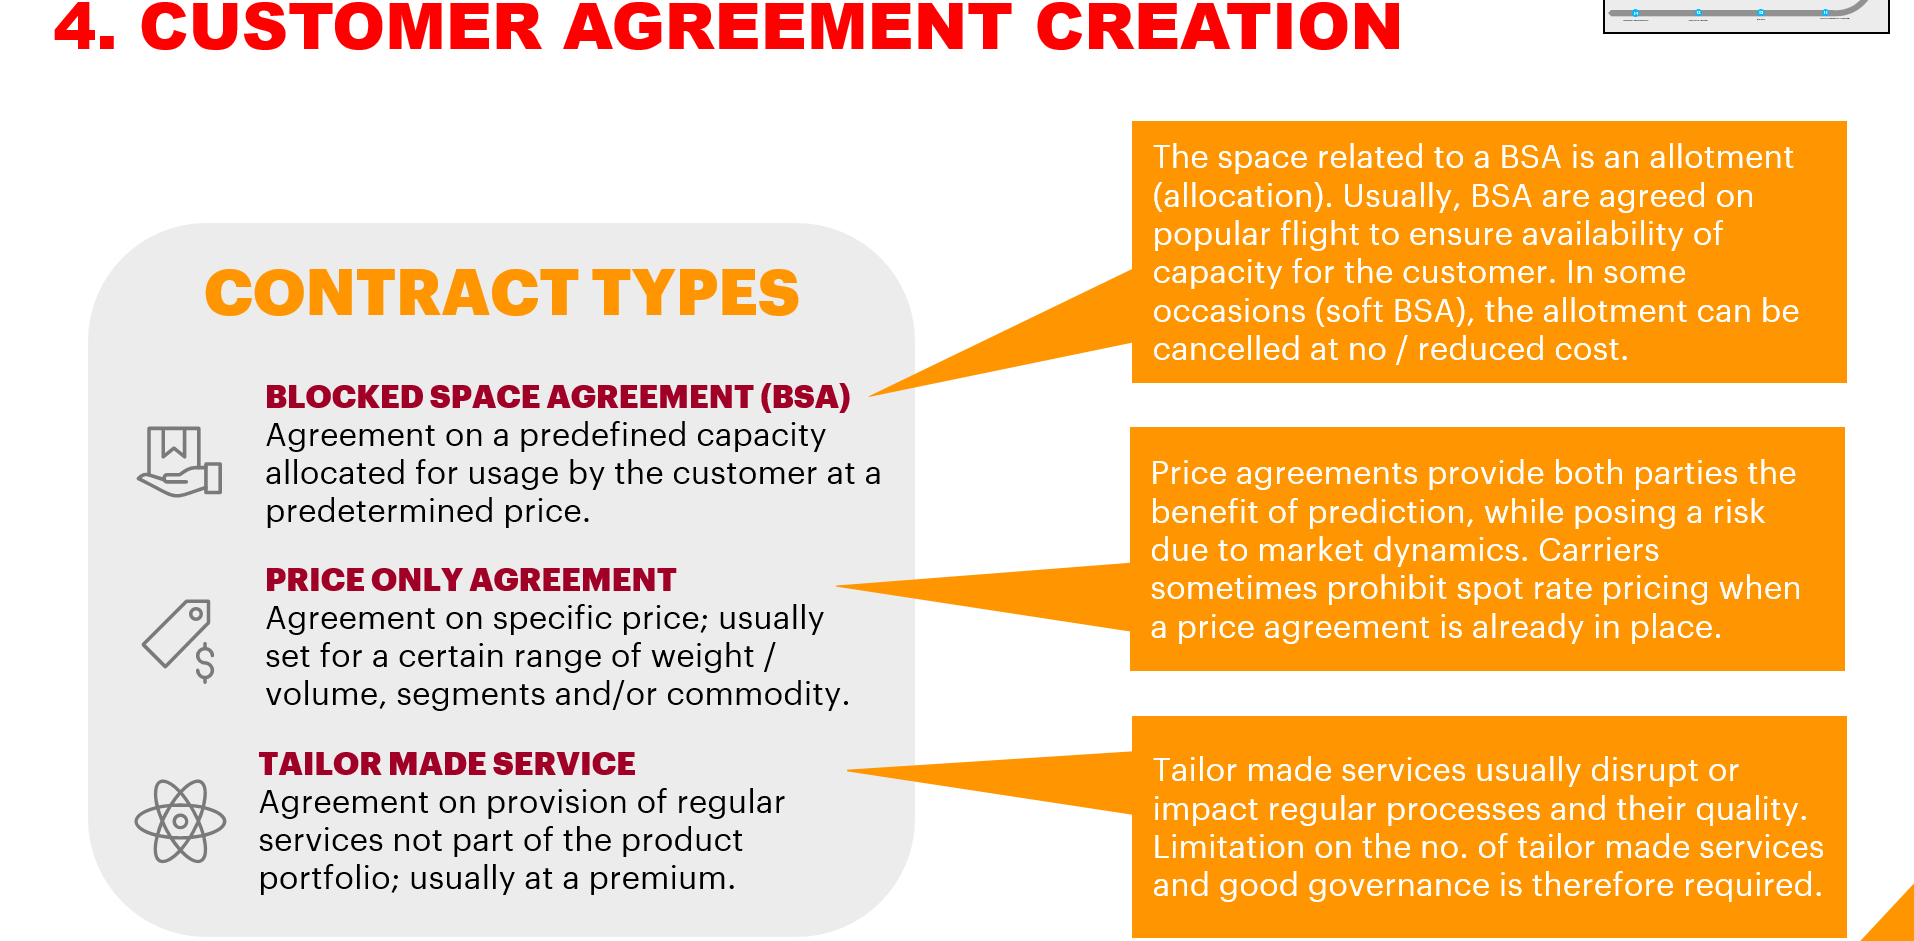 4. CUSTOMER AGREEMENT CREATION
CONTRACT TYPES
BLOCKED SPACE AGREEMENT (BSA)
Agreement on a predefined capacity
allocated for usage by the customer at a
predetermined price.
PRICE ONLY AGREEMENT
Agreement on specific price; usually
set for a certain range of weight /
volume, segments and/or commodity.
$
TAILOR MADE SERVICE
Agreement on provision of regular
services not part of the product
portfolio; usually at a premium.
The space related to a BSA is an allotment
(allocation). Usually, BSA are agreed on
popular flight to ensure availability of
capacity for the customer. In some
occasions (soft BSA), the allotment can be
cancelled at no / reduced cost.
Price agreements provide both parties the
benefit of prediction, while posing a risk
due to market dynamics. Carriers
sometimes prohibit spot rate pricing when
a price agreement is already in place.
Tailor made services usually disrupt or
impact regular processes and their quality.
Limitation on the no. of tailor made services
and good governance is therefore required.